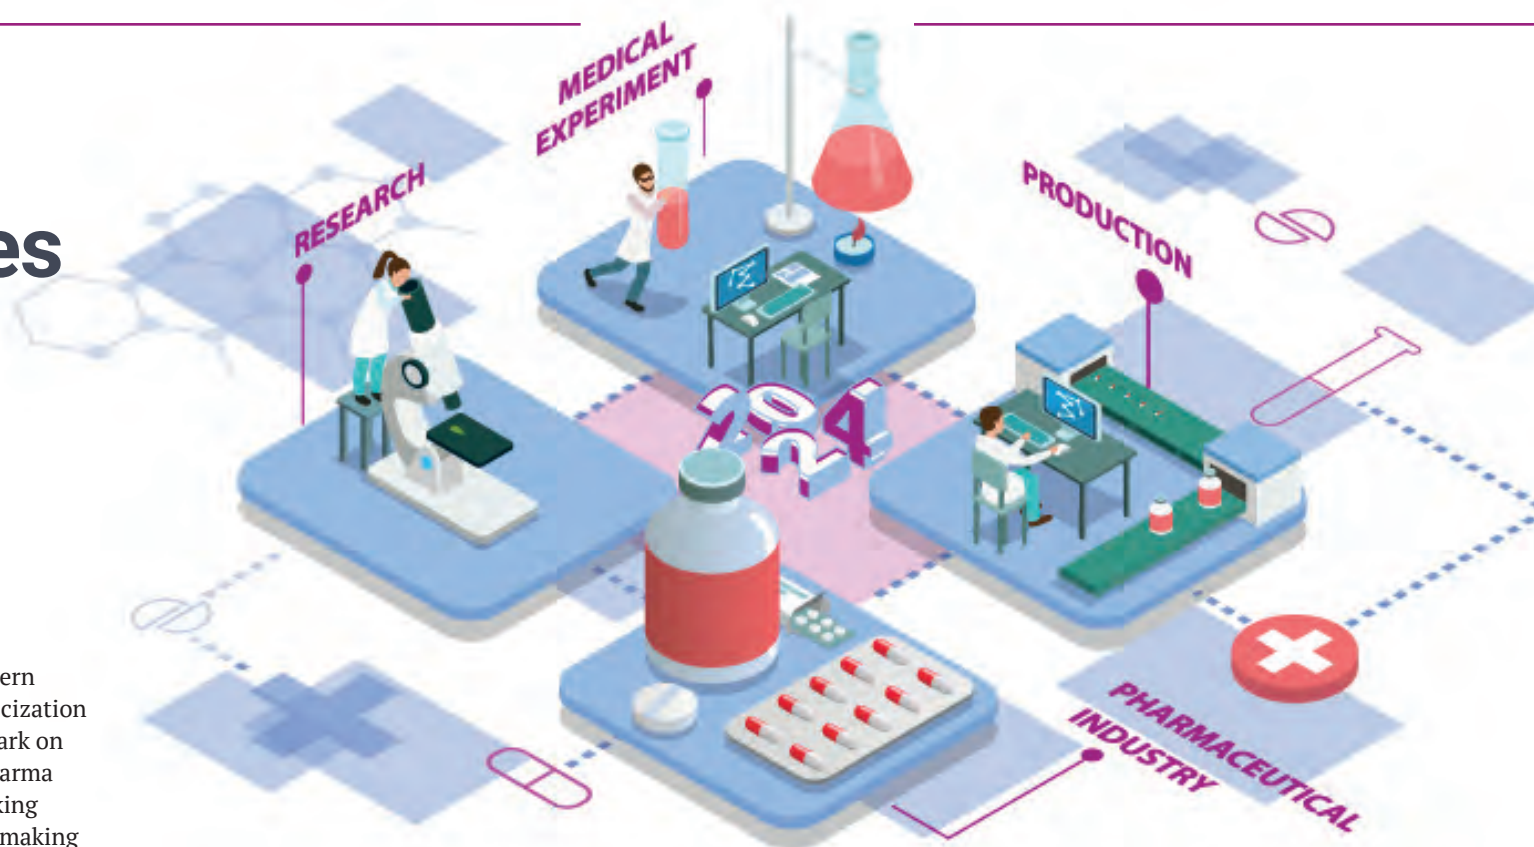 MEDICAL
EXPERIMENT
RESEARCH
PRODUCTION
es
2024
ern
cization
ark on
arma
king
making
PHARMACEUTICAL
INDUSTRY